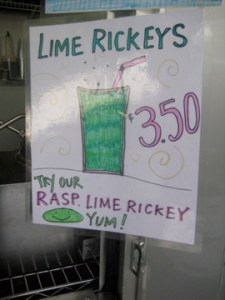 LIME RICKEYS
$3.50
TRY OUR
RASP. LIME RICKEY
YUM!